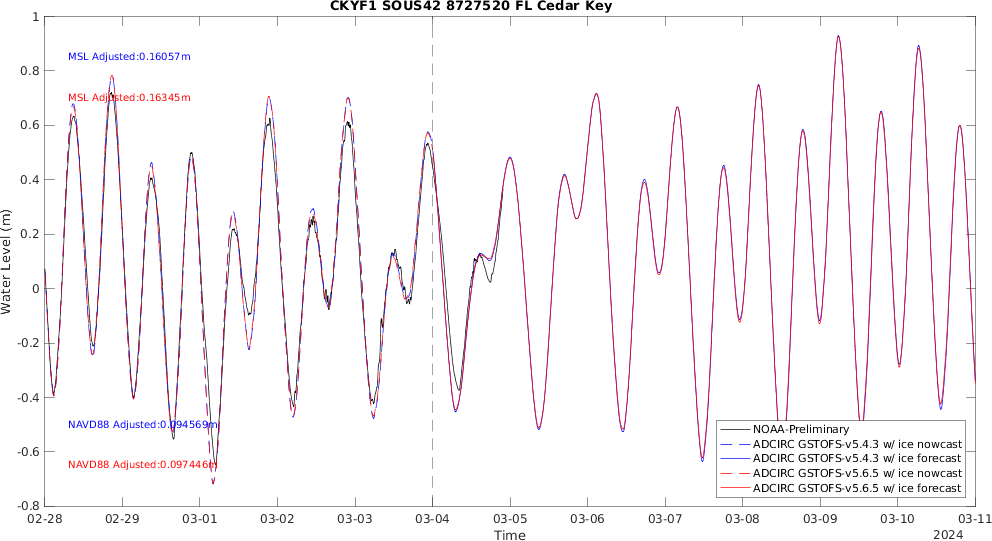 CKYF1 SOUS42 8727520 FL Cedar Key
1
0.8
0.6
0.4
0.2
0
-0.2
-0.4
-0.6
-0.8
Water Level (m)
MSL Adjusted:0.16057m
MSL Adjusted:0.16345m
NAVD88 Adjusted:0.094569m
NAVD88 Adjusted:0.097446m
NOAA-Preliminary
ADCIRC GSTOFS-v5.4.3 w/ ice nowcast
ADCIRC GSTOFS-v5.4.3 w/ ice forecast
ADCIRC GSTOFS-v5.6.5 w/ ice nowcast
ADCIRC GSTOFS-v5.6.5 w/ ice forecast
02-28 02-29 03-01 03-02 03-03 03-04 03-05 03-06 03-07 03-08 03-09 03-10 03-11
Time
2024